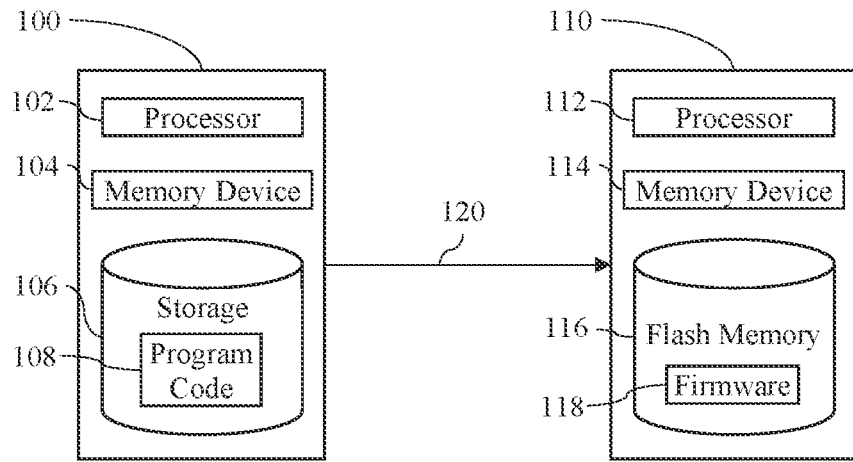 100
110
102
Processor
112
Processor
104
Memory Device
114
Memory Device
120
106
Storage
116
Flash Memory
108
Program
Code
118
Firmware